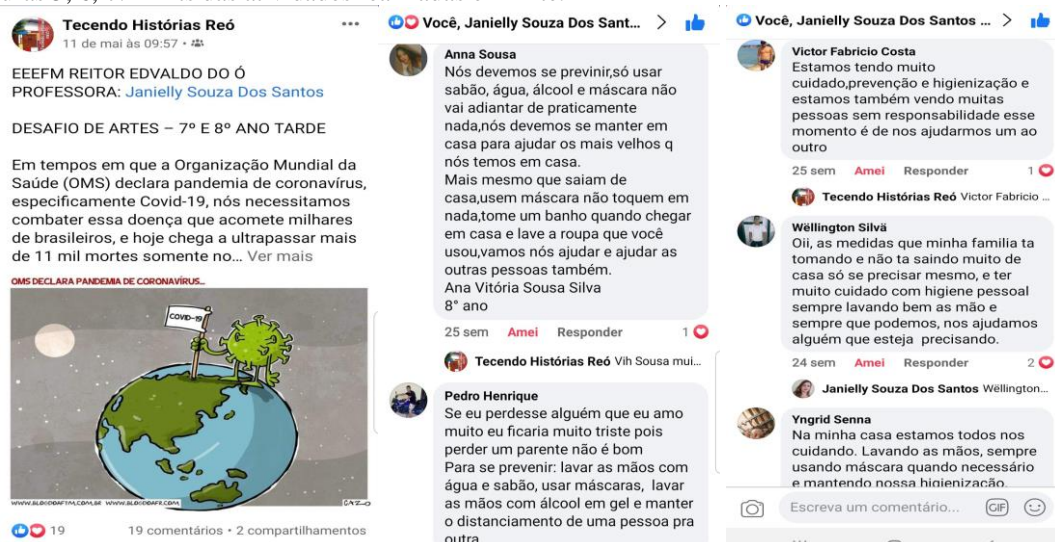 Tecendo Histórias Reó
11 de mai às 09:57
EEEFM REITOR EDVALDO DO Ó
PROFESSORA: Janielly Souza Dos Santos
DESAFIO DE ARTES – 7º E 8º ANO TARDE
Em tempos em que a Organização Mundial da
Saúde (OMS) declara pandemia de coronavírus,
especificamente Covid-19, nós necessitamos
combater essa doença que acomete milhares
de brasileiros, e hoje chega a ultrapassar mais
de 11 mil mortes somente no... Ver mais
OMS DECLARA PANDEMIA DE CORONAVÍRUS...
COVID-19
WWW.BLOGDOAFTM.COM.BR WWW.BLOGDOAFR.COM
CAZO
19
19 comentários • 2 compartilhamentos
Você, Janielly Souza Dos Sant... >
Anna Sousa
Nós devemos se previnir,só usar
sabão, água, álcool e máscara não
vai adiantar de praticamente
nada,nós devemos se manter em
casa para ajudar os mais velhos q
nós temos em casa.
Mais mesmo que saiam de
casa,usem máscara não toquem em
nada,tome um banho quando chegar
em casa e lave a roupa que você
usou,vamos nós ajudar e ajudar as
outras pessoas também.
Ana Vitória Sousa Silva
8° ano
25 sem Amei Responder 1
Tecendo Histórias Reó Vih Sousa mui...
Pedro Henrique
Se eu perdesse alguém que eu amo
muito eu ficaria muito triste pois
perder um parente não é bom
Para se prevenir: lavar as mãos com
água e sabão, usar máscaras, lavar
as mãos com álcool em gel e manter
o distanciamento de uma pessoa pra
outra
Você, Janielly Souza Dos Santos ... >
Victor Fabricio Costa
Estamos tendo muito
cuidado,prevenção e higienização e
estamos também vendo muitas
pessoas sem responsabilidade esse
momento é de nos ajudarmos um ao
outro
25 sem Amei Responder 1
Tecendo Histórias Reó Victor Fabricio ...
Wëllington Silvä
Oii, as medidas que minha familia ta
tomando e não ta saindo muito de
casa só se precisar mesmo, e ter
muito cuidado com higiene pessoal
sempre lavando bem as mão e
sempre que podemos, nos ajudamos
alguém que esteja precisando.
24 sem Amei Responder 2
Janielly Souza Dos Santos Wëllington...
Yngrid Senna
Na minha casa estamos todos nos
cuidando. Lavando as mãos, sempre
usando máscara quando necessário
e mantendo nossa higienização.
Escreva um comentário...
GIF